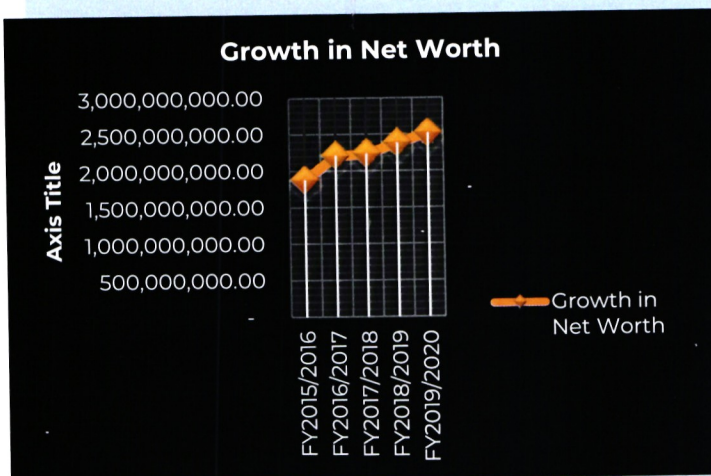 Growth in Net Worth
Axis Title
3,000,000,000.00
2,500,000,000.00
2,000,000,000.00
1,500,000,000.00
1,000,000,000.00
500,000,000.00
-
FY2015/2016
FY2016/2017
FY2017/2018
FY2018/2019
FY2019/2020
Growth in
Net Worth